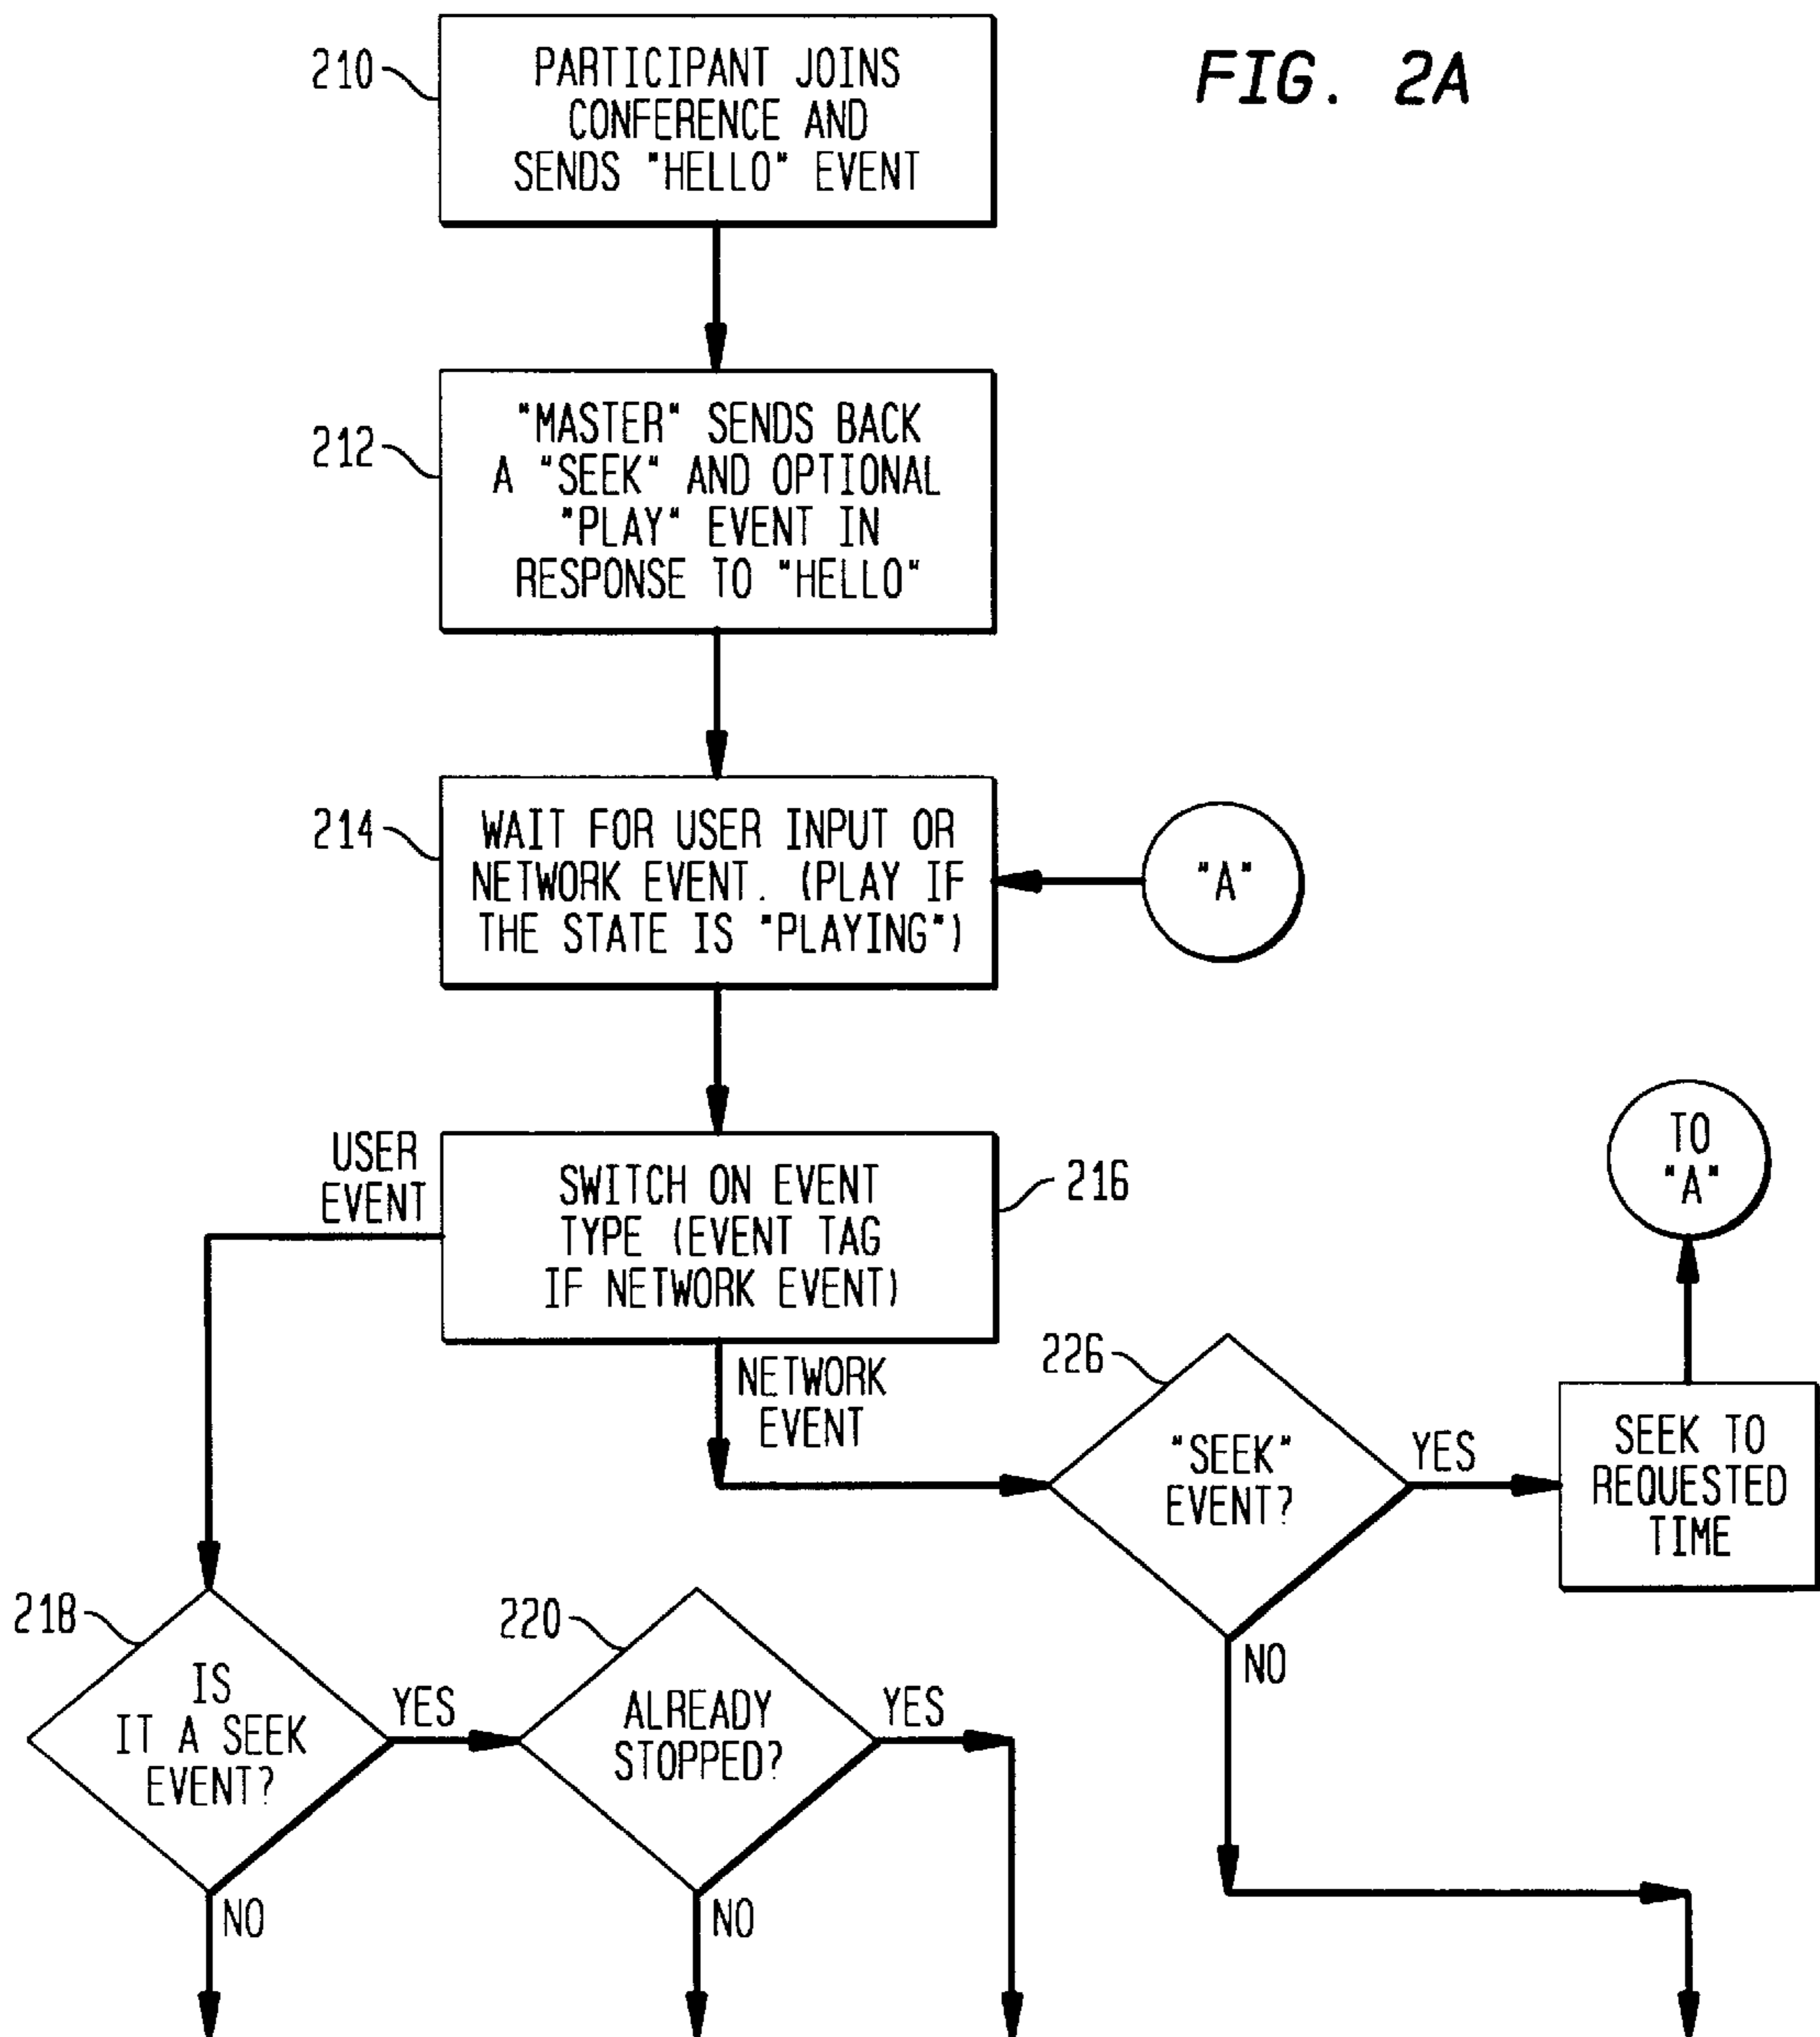 FIG. 2A
210
PARTICIPANT JOINS
CONFERENCE AND
SENDS "HELLO" EVENT
212
"MASTER" SENDS BACK
A "SEEK" AND OPTIONAL
"PLAY" EVENT IN
RESPONSE TO "HELLO"
214
WAIT FOR USER INPUT OR
NETWORK EVENT. (PLAY IF
THE STATE IS "PLAYING")
"A"
USER
EVENT
SWITCH ON EVENT
TYPE (EVENT TAG
IF NETWORK EVENT)
216
TO
"A"
NETWORK
EVENT
226
"SEEK"
EVENT?
YES
SEEK TO
REQUESTED
TIME
NO
218
IS
IT A SEEK
EVENT?
YES
NO
220
ALREADY
STOPPED?
YES
NO